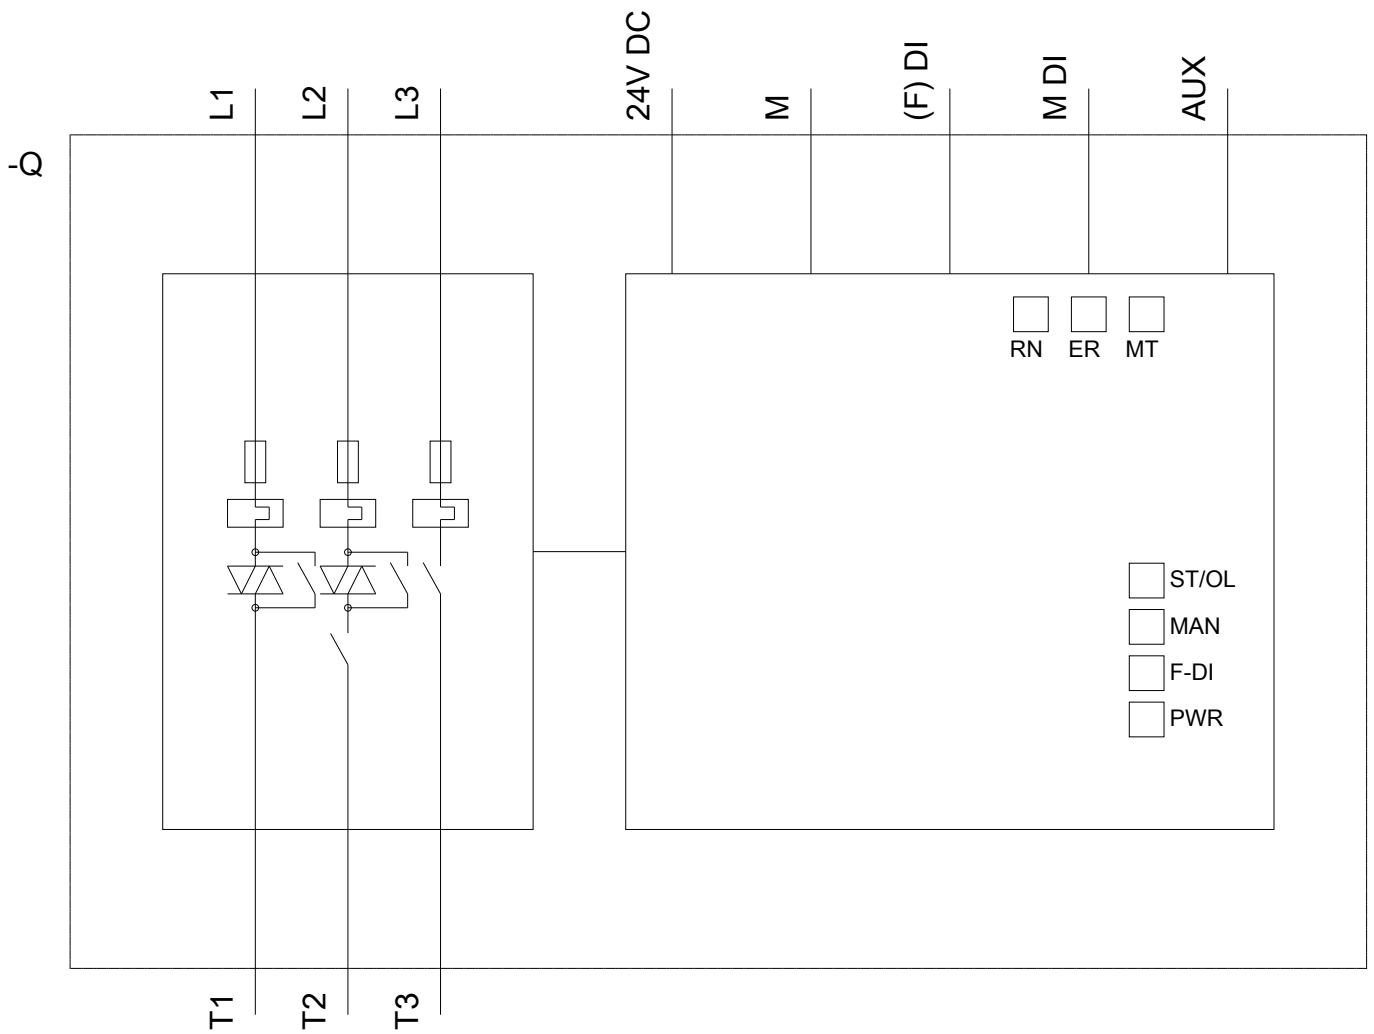 L1
L2
L3
24V DC
M
(F) DI
M DI
AUX
-Q
RN
ER
MT
ST/OL
MAN
F-DI
PWR
T1
T2
T3